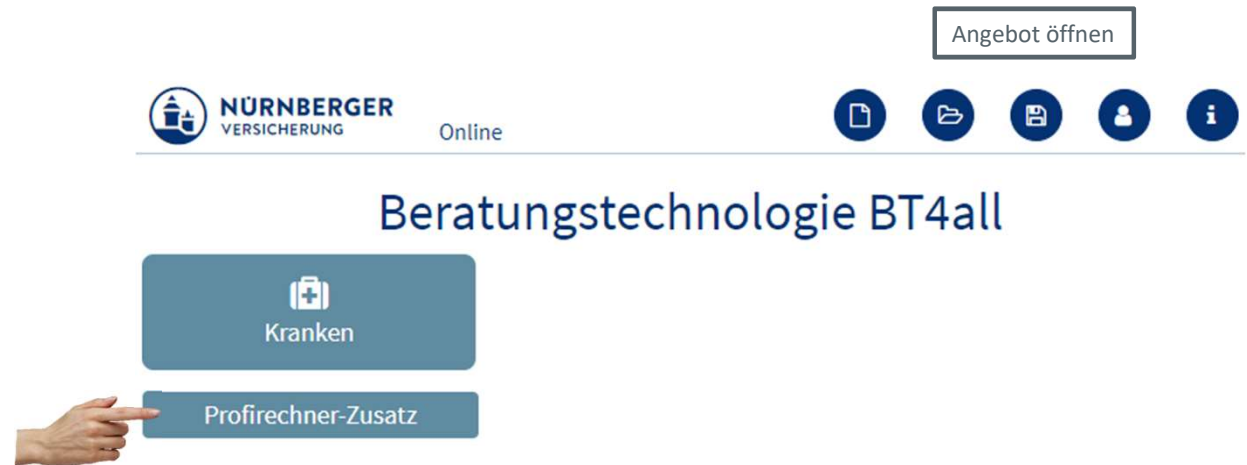 Angebot öffnen
NÜRNBERGER
VERSICHERUNG
Online
Beratungstechnologie BT4all
Kranken
Profirechner-Zusatz